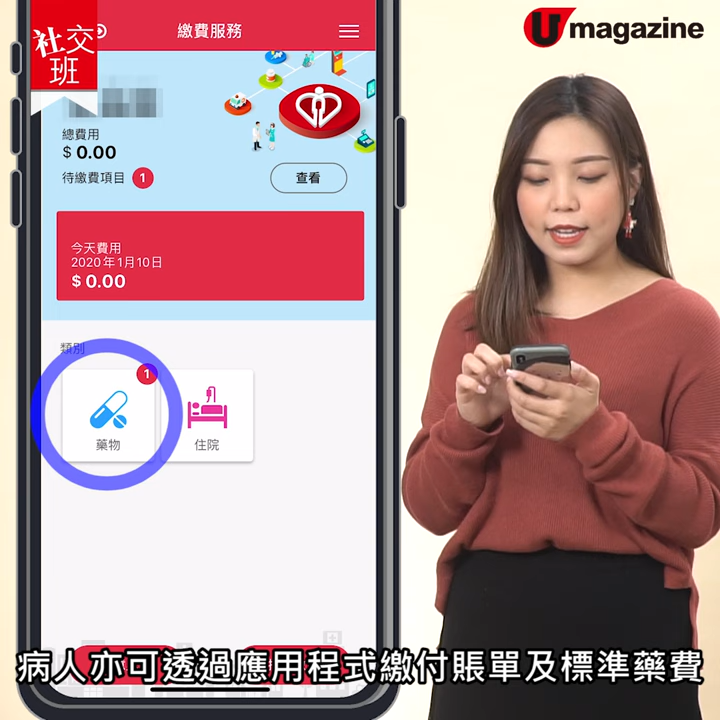 社交班
繳費服務
U magazine
總費用
$ 0.00
待繳費項目 1
查看
今天費用
2020年1月10日
$ 0.00
類別
1
藥物
住院
病人亦可透過應用程式繳付賬單及標準藥費